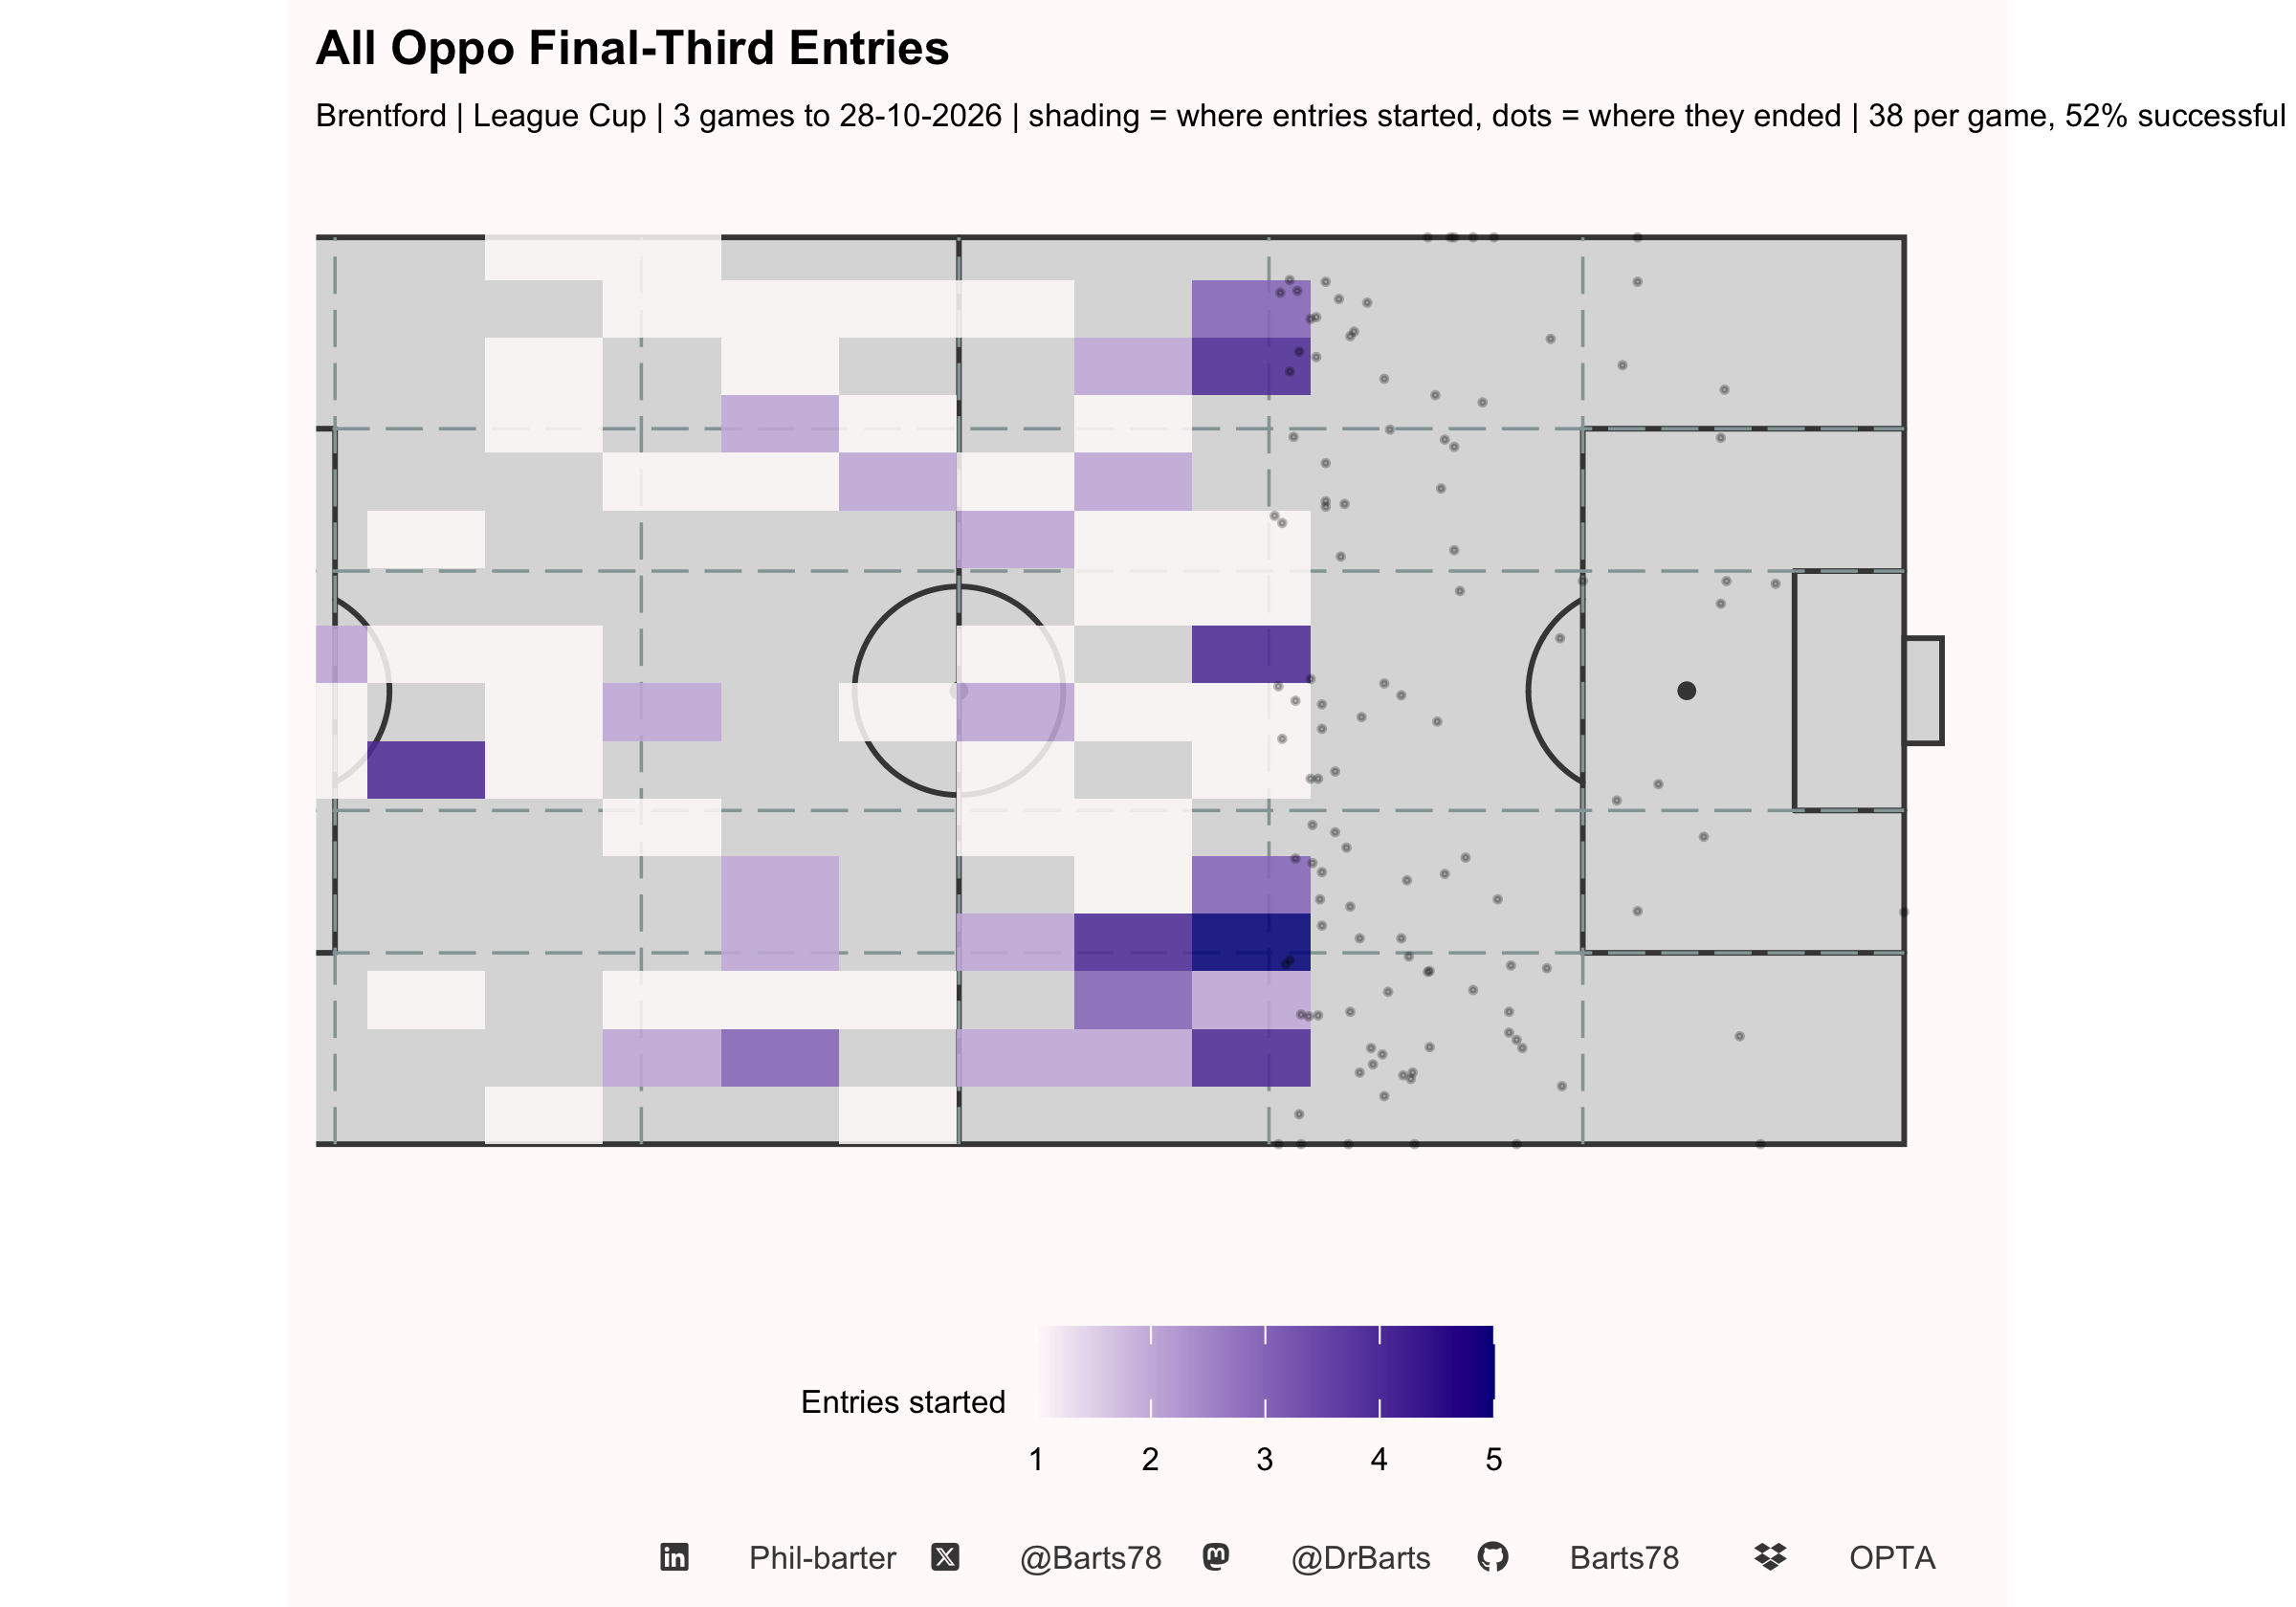 All Oppo Final-Third Entries
Brentford | League Cup | 3 games to 28-10-2026 | shading = where entries started, dots = where they ended | 38 per game, 52% successful
Entries started
1 2 3 4 5
Phil-barter @Barts78 @DrBarts Barts78 OPTA